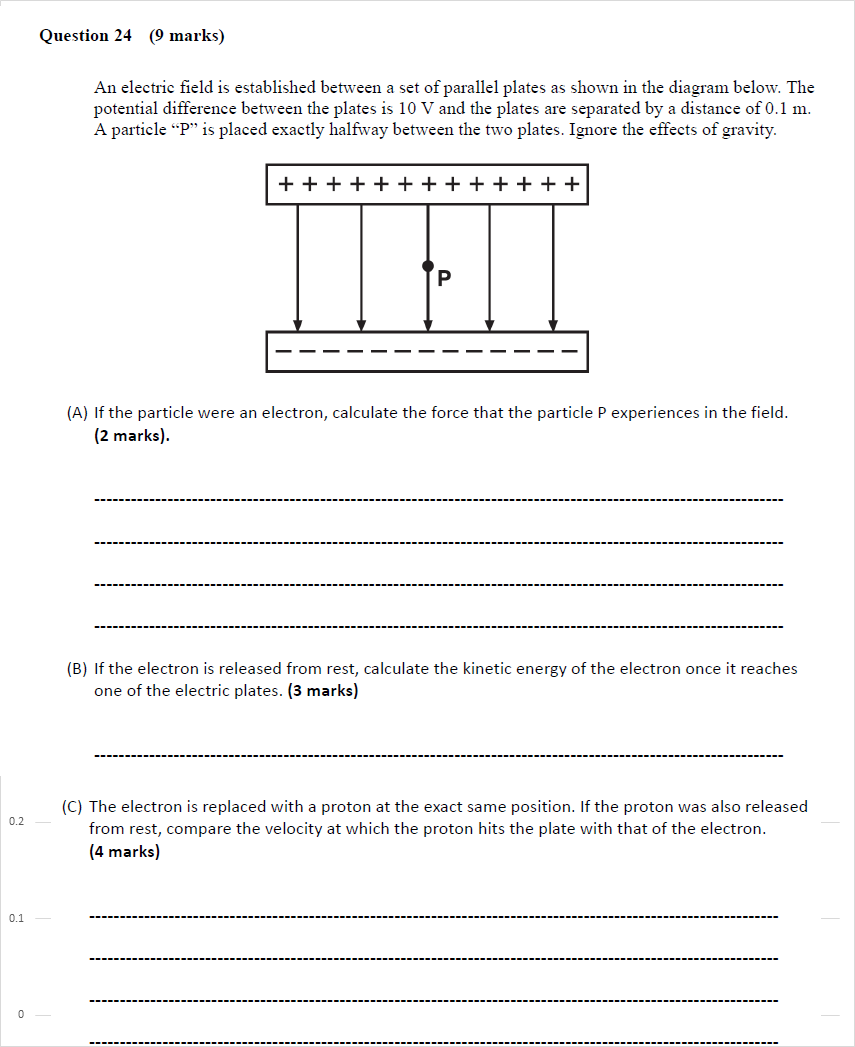 Question 24 (9 marks)
An electric field is established between a set of parallel plates as shown in the diagram below. The
potential difference between the plates is 10 V and the plates are separated by a distance of 0.1 m.
A particle “P” is placed exactly halfway between the two plates. Ignore the effects of gravity.
+ + + + + + + + + + + + +
P
– – – – – – – – – – – – –
(A) If the particle were an electron, calculate the force that the particle P experiences in the field.
(2 marks).
(B) If the electron is released from rest, calculate the kinetic energy of the electron once it reaches
one of the electric plates. (3 marks)
(C) The electron is replaced with a proton at the exact same position. If the proton was also released
0.2
from rest, compare the velocity at which the proton hits the plate with that of the electron.
(4 marks)
0.1
0